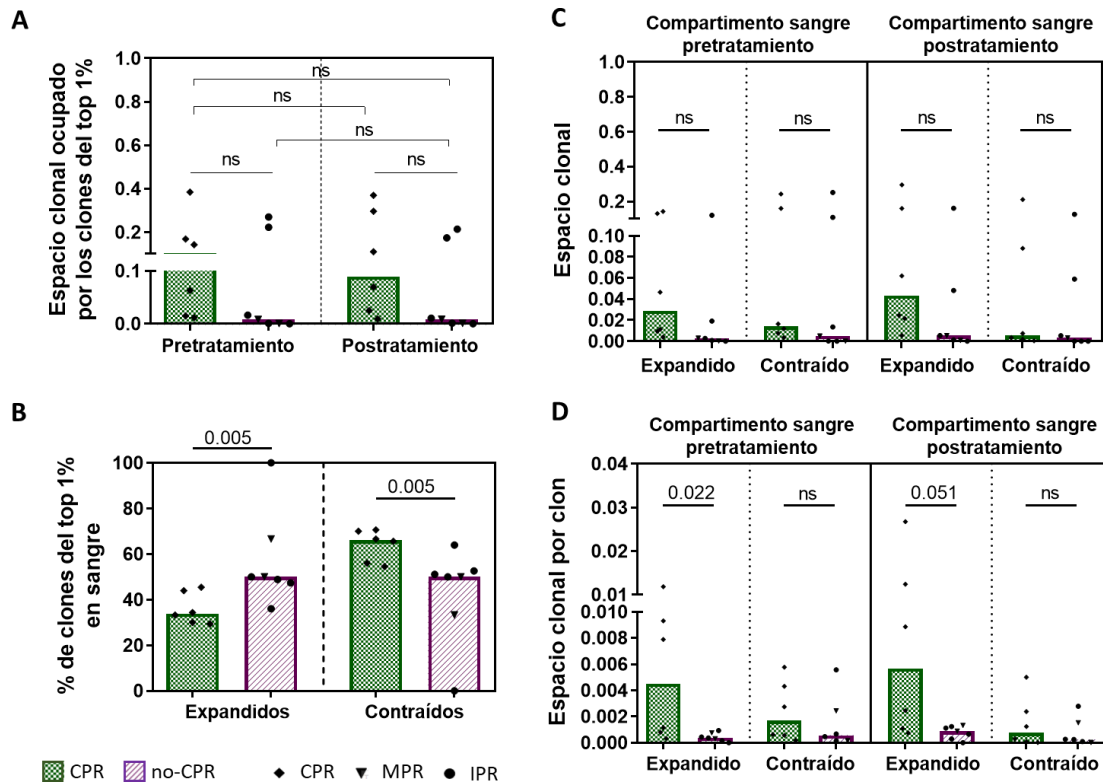 A
Espacio clonal ocupado
por los clones del top 1%
1.0
0.8
0.6
0.4
0.2
0.1
0.0
ns
ns
ns
ns
ns
Pretratamiento
Postratamiento
B
% de clones del top 1%
en sangre
100
80
60
40
20
0
0.005
0.005
Expandidos
Contraídos
CPR
no-CPR
CPR
MPR
IPR
C
Compartimento sangre
pretratamiento
Compartimento sangre
postratamiento
Espacio clonal
1.0
0.8
0.6
0.4
0.2
0.10
0.08
0.06
0.04
0.02
0.00
ns
ns
ns
ns
Expandido
Contraído
Expandido
Contraído
D
Compartimento sangre
pretratamiento
Compartimento sangre
postratamiento
Espacio clonal por clon
0.04
0.03
0.02
0.01
0.010
0.008
0.006
0.004
0.002
0.000
0.022
ns
0.051
ns
Expandido
Contraído
Expandido
Contraído